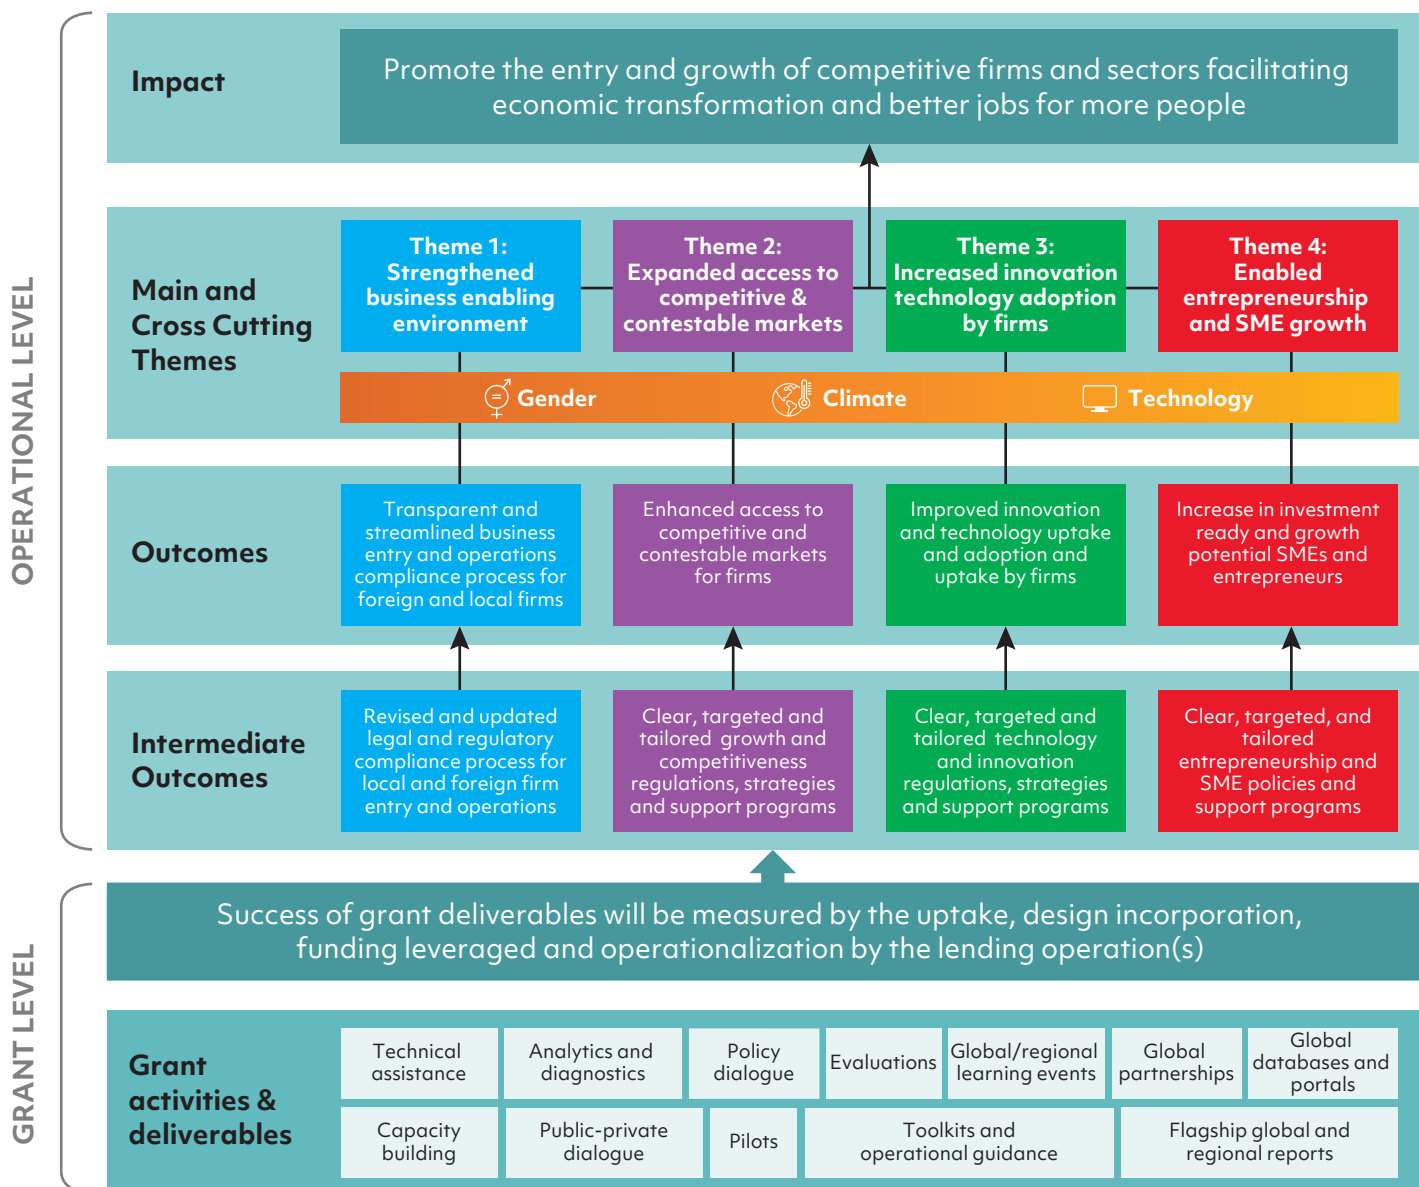 OPERATIONAL LEVEL
Impact
Promote the entry and growth of competitive firms and sectors facilitating
economic transformation and better jobs for more people
Main and
Cross Cutting
Themes
Theme 1:
Strengthened
business enabling
environment
Theme 2:
Expanded access to
competitive &
contestable markets
Theme 3:
Increased innovation
technology adoption
by firms
Theme 4:
Enabled
entrepreneurship
and SME growth
Gender
Climate
Technology
Outcomes
Transparent and
streamlined business
entry and operations
compliance process for
foreign and local firms
Enhanced access to
competitive and
contestable markets
for firms
Improved innovation
and technology uptake
and adoption and
uptake by firms
Increase in investment
ready and growth
potential SMEs and
entrepreneurs
Intermediate
Outcomes
Revised and updated
legal and regulatory
compliance process for
local and foreign firm
entry and operations
Clear, targeted and
tailored growth and
competitiveness
regulations, strategies
and support programs
Clear, targeted and
tailored technology
and innovation
regulations, strategies
and support programs
Clear, targeted, and
tailored
entrepreneurship and
SME policies and
support programs
GRANT LEVEL
Success of grant deliverables will be measured by the uptake, design incorporation,
funding leveraged and operationalization by the lending operation(s)
Grant
activities &
deliverables
Technical
assistance
Analytics and
diagnostics
Policy
dialogue
Evaluations
Global/regional
learning events
Global
partnerships
Global
databases and
portals
Capacity
building
Public-private
dialogue
Pilots
Toolkits and
operational guidance
Flagship global and
regional reports